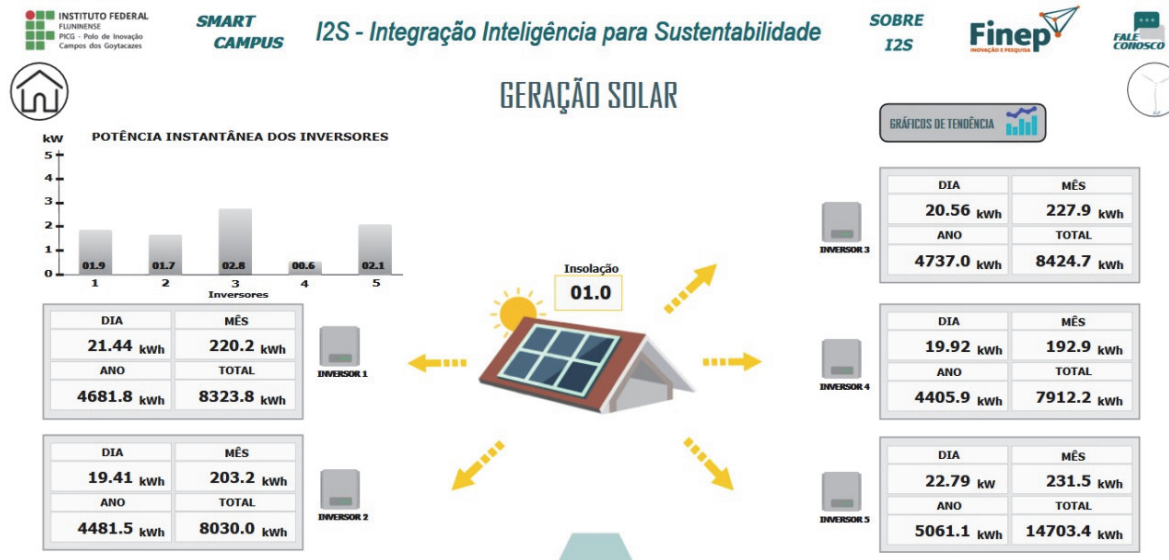 INSTITUTO FEDERAL
FLUNINENSE
PICG - Polo de Inovação
Campos dos Goytacazes
SMART
CAMPUS
I2S - Integração Inteligência para Sustentabilidade
SOBRE
I2S
Finep
INOVAÇÃO E PESQUISA
FALE
CONOSCO
GERAÇÃO SOLAR
GRÁFICOS DE TENDÊNCIA
kW POTÊNCIA INSTANTÂNEA DOS INVERSORES
5
4
3
2
1
0
01.9 01.7 02.8 00.6 02.1
1 2 3 4 5
Inversores
DIA MÊS
21.44 kWh 220.2 kWh
ANO TOTAL
4681.8 kWh 8323.8 kWh
INVERSOR 1
DIA MÊS
19.41 kWh 203.2 kWh
ANO TOTAL
4481.5 kWh 8030.0 kWh
INVERSOR 2
Insolação
01.0
INVERSOR 3
DIA MÊS
20.56 kWh 227.9 kWh
ANO TOTAL
4737.0 kWh 8424.7 kWh
INVERSOR 4
DIA MÊS
19.92 kWh 192.9 kWh
ANO TOTAL
4405.9 kWh 7912.2 kWh
INVERSOR 5
DIA MÊS
22.79 kW 231.5 kWh
ANO TOTAL
5061.1 kWh 14703.4 kWh